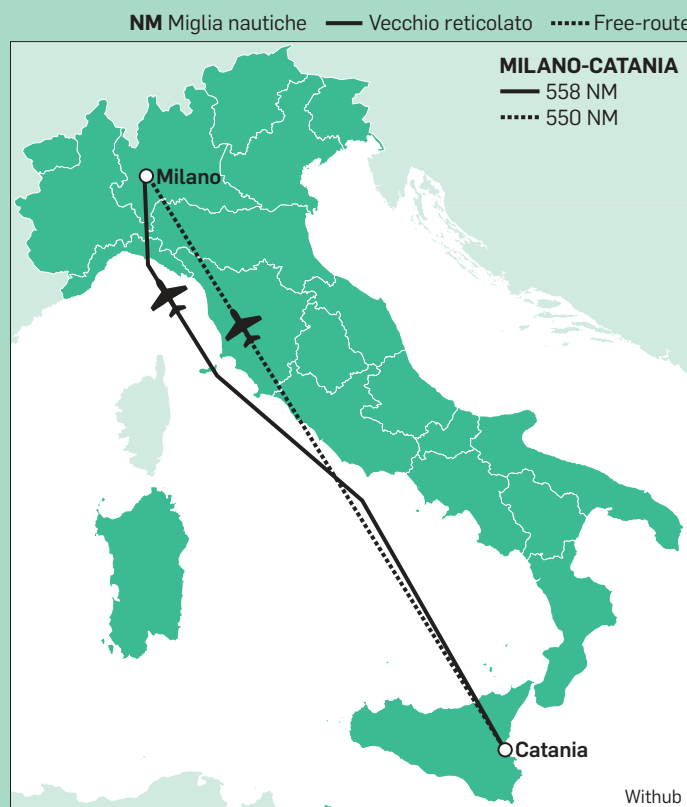 NM Miglia nautiche Vecchio reticolato Free-route
MILANO-CATANIA
558 NM
550 NM
Milano
Catania
Withub